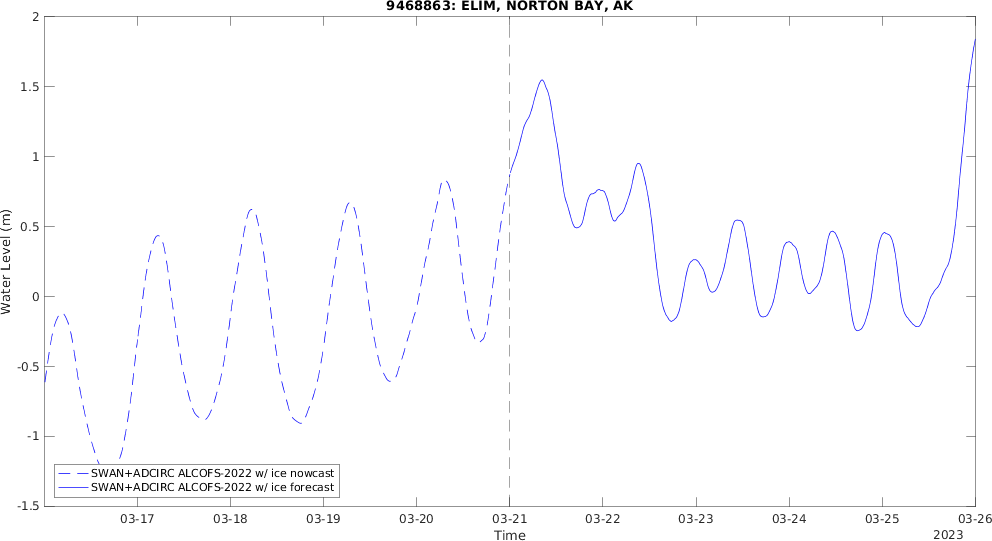 9468863: ELIM, NORTON BAY, AK
2
1.5
1
0.5
0
-0.5
-1
-1.5
Water Level (m)
SWAN+ADCIRC ALCOFS-2022 w/ ice nowcast
SWAN+ADCIRC ALCOFS-2022 w/ ice forecast
03-17 03-18 03-19 03-20 03-21 03-22 03-23 03-24 03-25 03-26
Time
2023